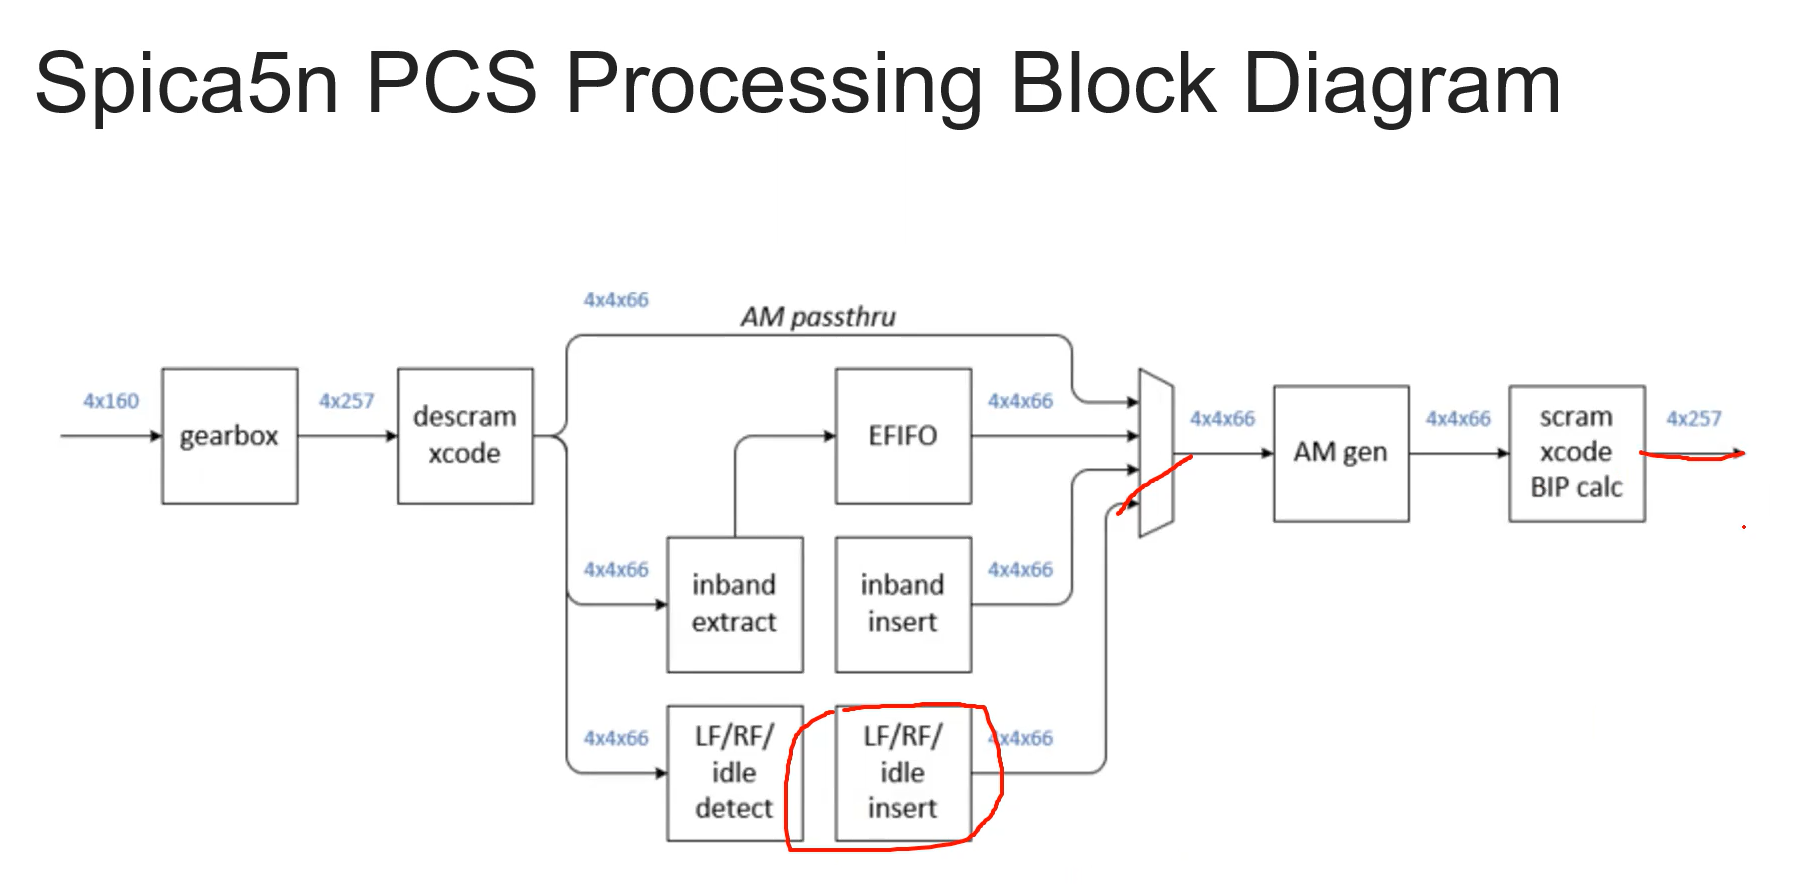 Spica5n PCS Processing Block Diagram
4x4x66
AM passthru
4x160
gearbox
4x257
descram
xcode
EFIFO
4x4x66
4x4x66
AM gen
4x4x66
scram
xcode
BIP calc
4x257
4x4x66
inband
extract
inband
insert
4x4x66
4x4x66
LF/RF/
idle
detect
LF/RF/
idle
insert
4x4x66